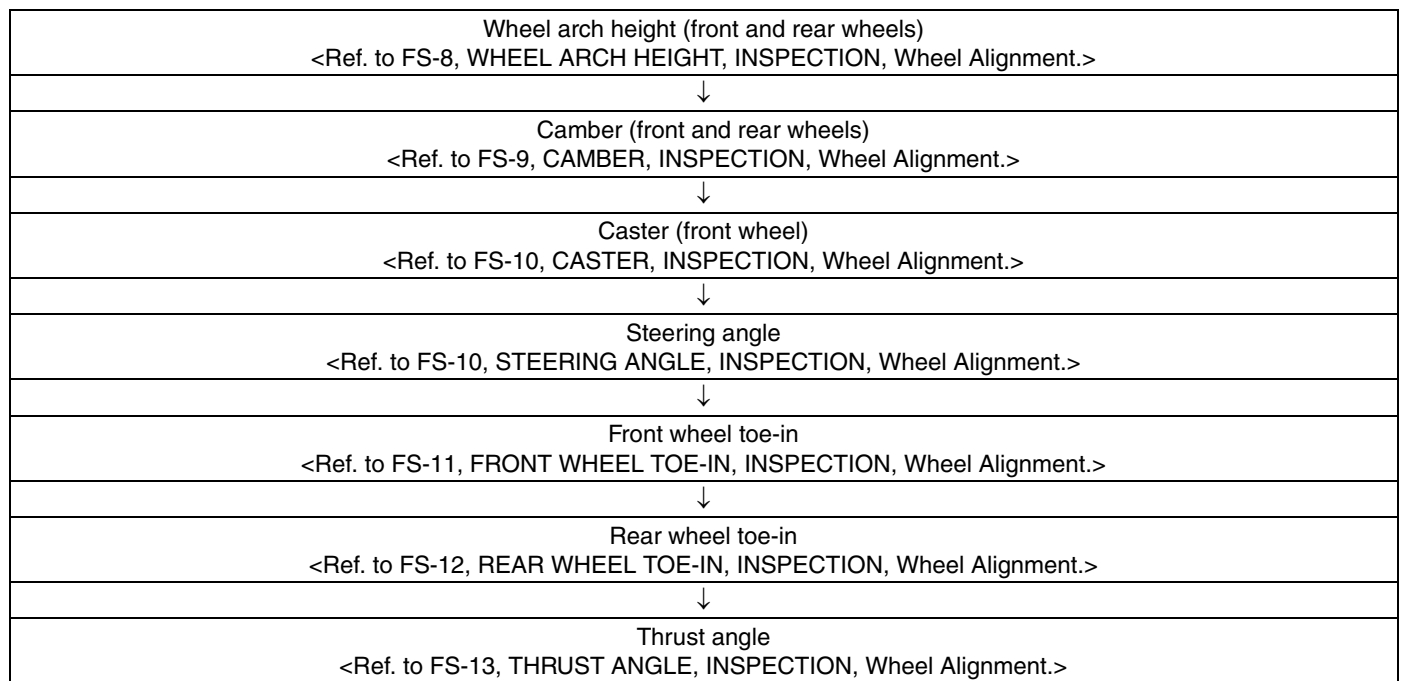 Wheel arch height (front and rear wheels)
<Ref. to FS-8, WHEEL ARCH HEIGHT, INSPECTION, Wheel Alignment.>
↓
Camber (front and rear wheels)
<Ref. to FS-9, CAMBER, INSPECTION, Wheel Alignment.>
↓
Caster (front wheel)
<Ref. to FS-10, CASTER, INSPECTION, Wheel Alignment.>
↓
Steering angle
<Ref. to FS-10, STEERING ANGLE, INSPECTION, Wheel Alignment.>
↓
Front wheel toe-in
<Ref. to FS-11, FRONT WHEEL TOE-IN, INSPECTION, Wheel Alignment.>
↓
Rear wheel toe-in
<Ref. to FS-12, REAR WHEEL TOE-IN, INSPECTION, Wheel Alignment.>
↓
Thrust angle
<Ref. to FS-13, THRUST ANGLE, INSPECTION, Wheel Alignment.>